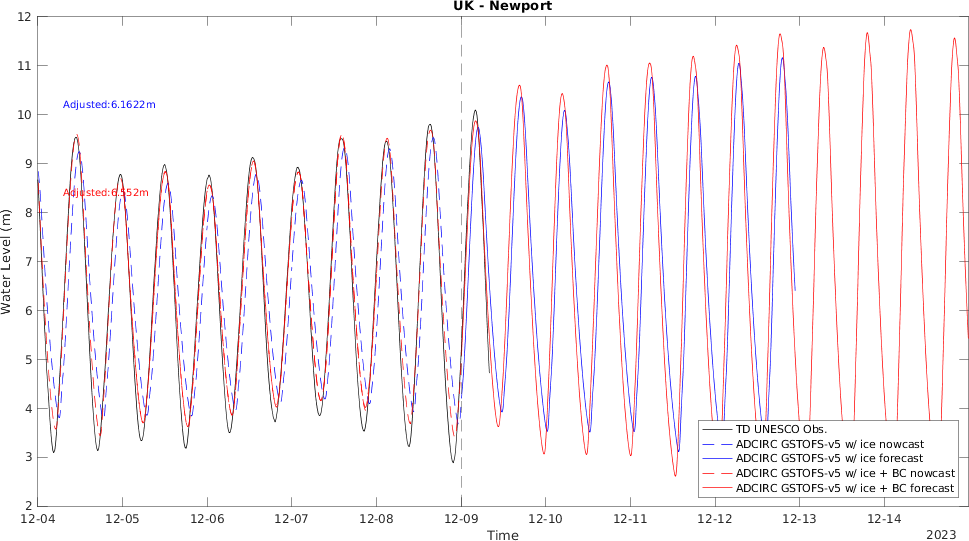 UK - Newport
12
11
10
9
8
7
6
5
4
3
2
Water Level (m)
Adjusted:6.1622m
Adjusted:6.552m
TD UNESCO Obs.
ADCIRC GSTOFS-v5 w/ ice nowcast
ADCIRC GSTOFS-v5 w/ ice forecast
ADCIRC GSTOFS-v5 w/ ice + BC nowcast
ADCIRC GSTOFS-v5 w/ ice + BC forecast
12-04 12-05 12-06 12-07 12-08 12-09 12-10 12-11 12-12 12-13 12-14
Time
2023